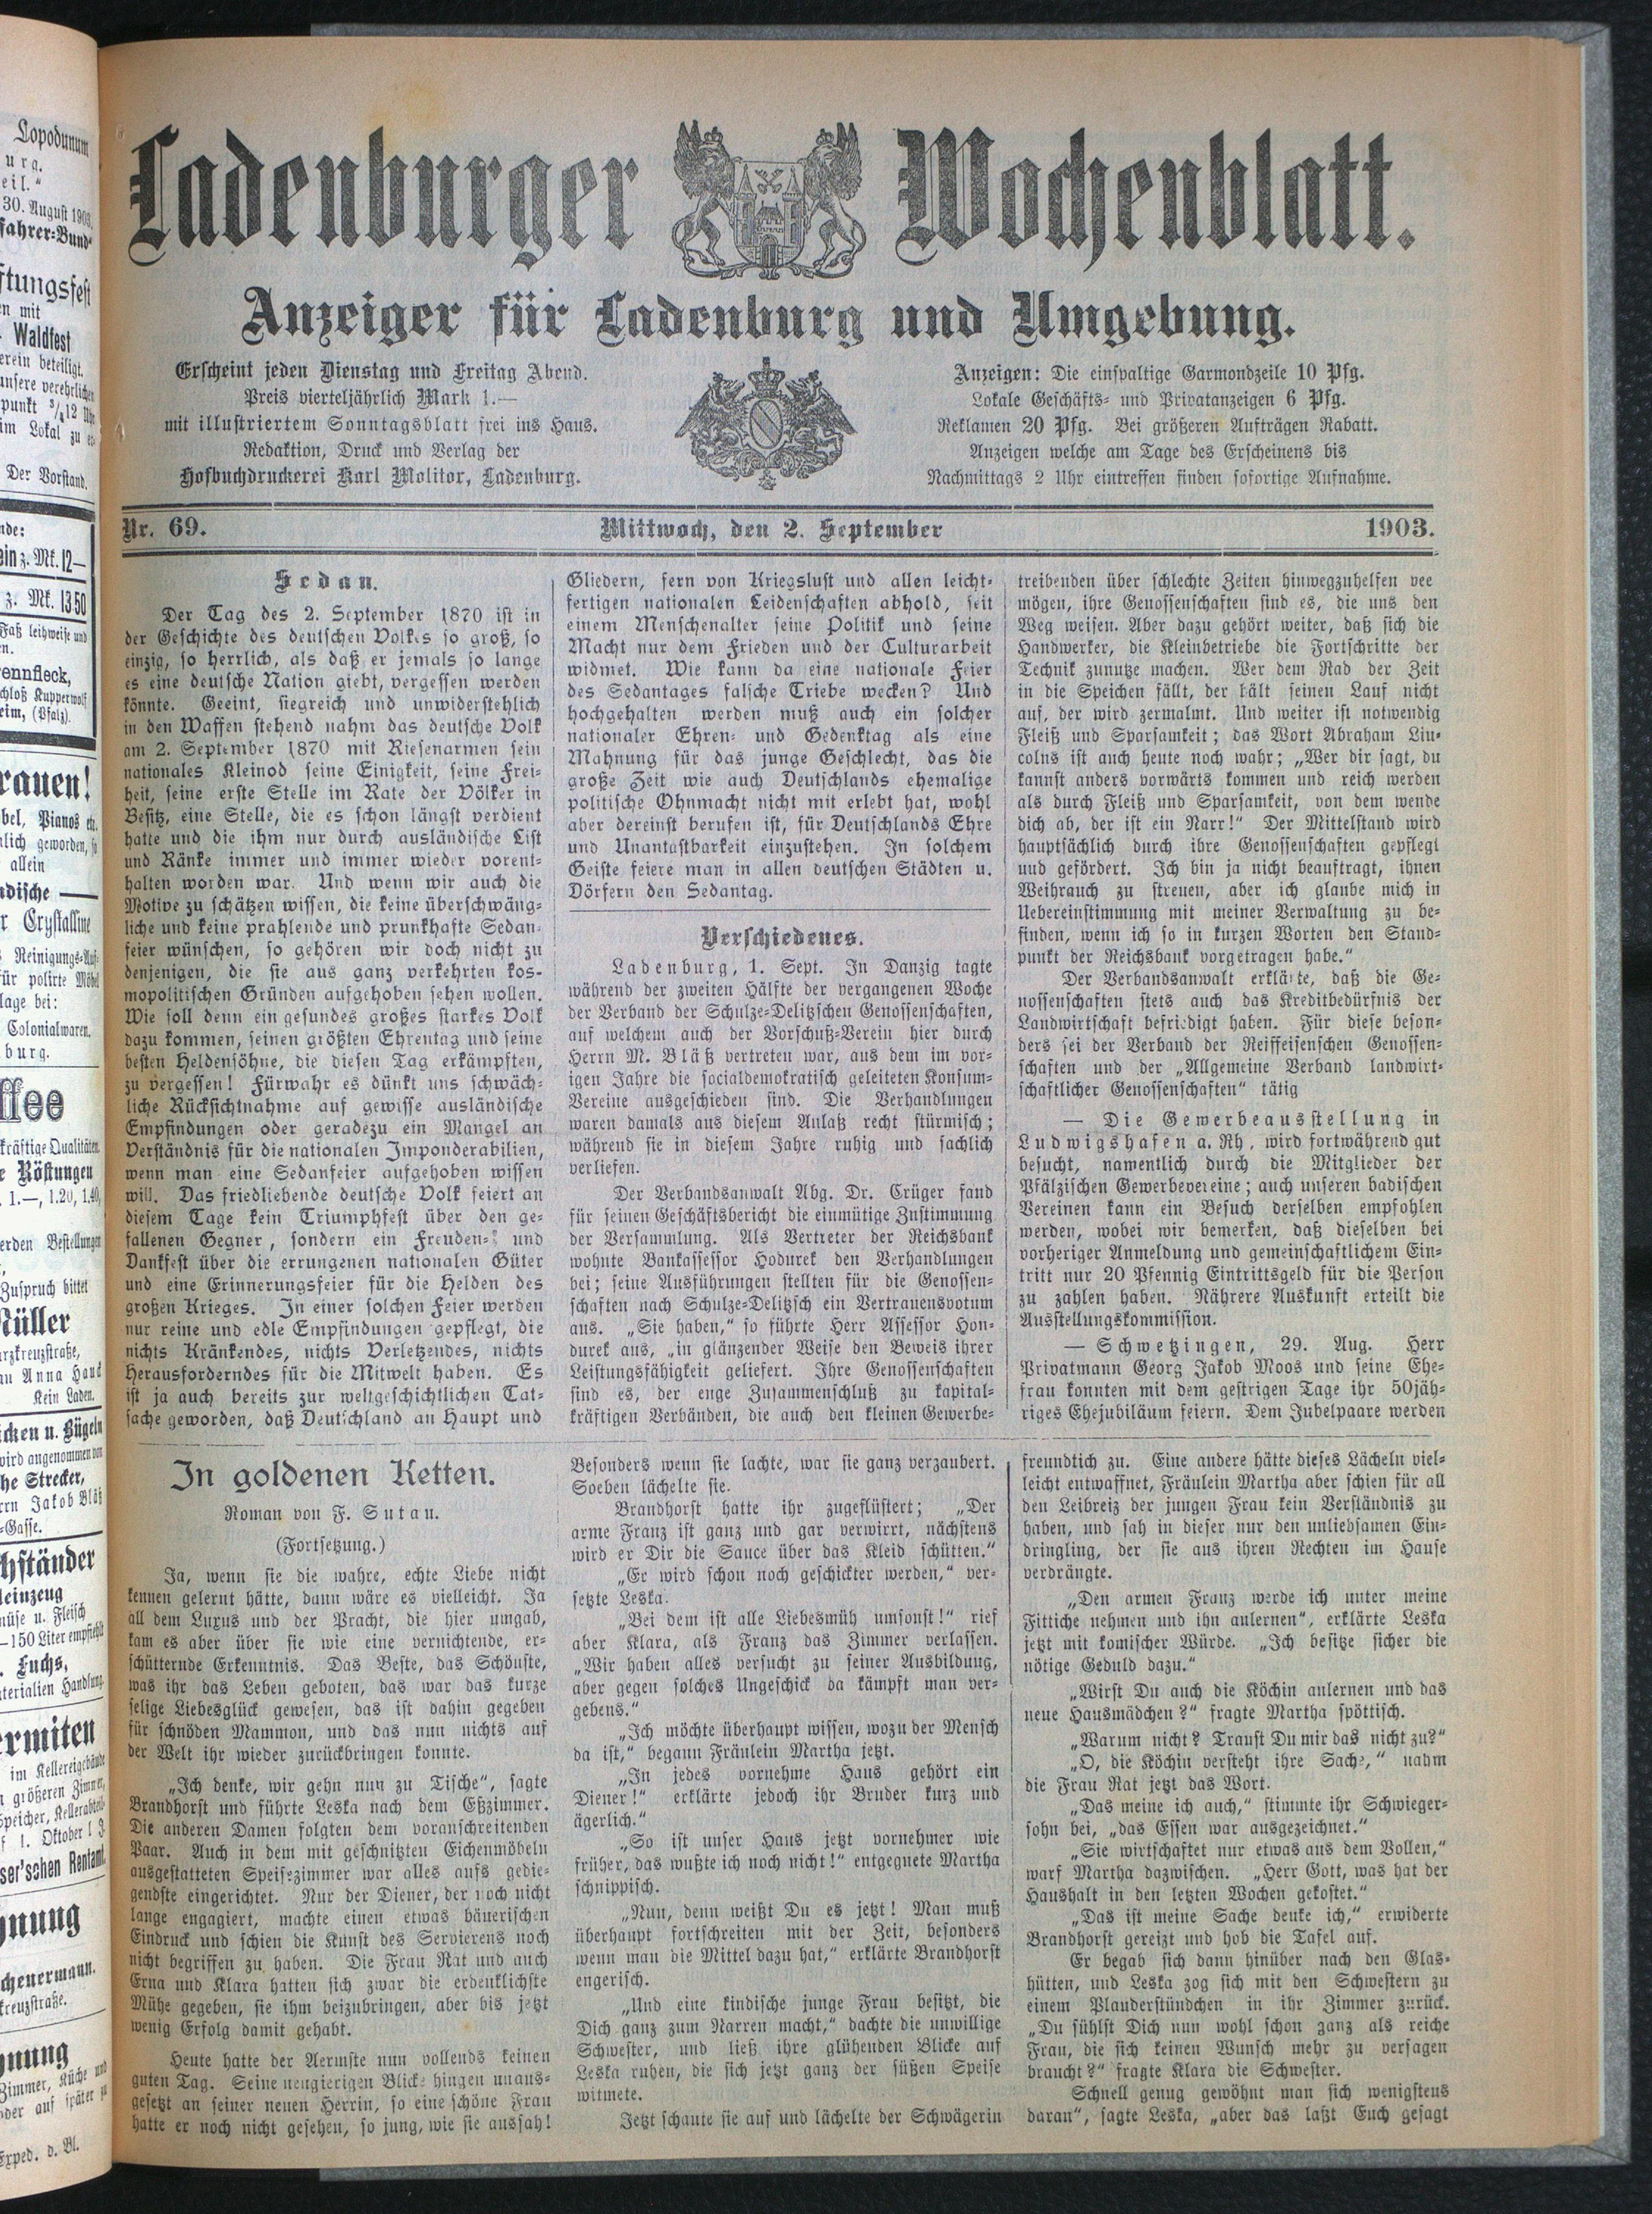 Ladenburger Wochenblatt.
Anzeiger für Ladenburg und Umgebung.
Erscheint jeden Dienstag und Freitag Abend.
Preis vierteljährlich Mark 1.—
mit illustriertem Sonntagsblatt frei ins Haus.
Redaktion, Druck und Verlag der
Hofbuchdruckerei Karl Molitor, Ladenburg.
Anzeigen: Die einspaltige Garmondzeile 10 Pfg.
Lokale Geschäfts- und Privatanzeigen 6 Pfg.
Reklamen 20 Pfg. Bei größeren Aufträgen Rabatt.
Anzeigen welche am Tage des Erscheinens bis
Nachmittags 2 Uhr eintreffen finden sofortige Aufnahme.
Nr. 69.
Mittwoch, den 2. September
1903.
Sedan.
Der Tag des 2. September 1870 ist in
der Geschichte des deutschen Volkes so groß, so
einzig, so herrlich, als daß er jemals so lange
es eine deutsche Nation giebt, vergessen werden
könnte. Geeint, siegreich und unwiderstehlich
in den Waffen stehend nahm das deutsche Volk
am 2. September 1870 mit Riesenarmen sein
nationales Kleinod seine Einigkeit, seine Frei-
heit, seine erste Stelle im Rate der Völker in
Besitz, eine Stelle, die es schon längst verdient
hatte und die ihm nur durch ausländische List
und Ränke immer und immer wieder vorent-
halten worden war. Und wenn wir auch die
Motive zu schätzen wissen, die keine überschwäng-
liche und keine prahlende und prunkhafte Sedan-
feier wünschen, so gehören wir doch nicht zu
denjenigen, die sie aus ganz verkehrten kos-
mopolitischen Gründen aufgehoben sehen wollen.
Wie soll denn ein gesundes großes starkes Volk
dazu kommen, seinen größten Ehrentag und seine
besten Heldensöhne, die diesen Tag erkämpften,
zu vergessen! Fürwahr es dünkt uns schwäch-
liche Rücksichtnahme auf gewisse ausländische
Empfindungen oder geradezu ein Mangel an
Verständnis für die nationalen Imponderabilien,
wenn man eine Sedanfeier aufgehoben wissen
will. Das friedliebende deutsche Volk feiert an
diesem Tage kein Triumphfest über den ge-
fallenen Gegner, sondern ein Freuden- und
Dankfest über die errungenen nationalen Güter
und eine Erinnerungsfeier für die Helden des
großen Krieges. In einer solchen Feier werden
nur reine und edle Empfindungen gepflegt, die
nichts Kränkendes, nichts Verletzendes, nichts
Herausforderndes für die Mitwelt haben. Es
ist ja auch bereits zur weltgeschichtlichen Tat-
sache geworden, daß Deutschland an Haupt und
Gliedern, fern von Kriegslust und allen leicht-
fertigen nationalen Leidenschaften abhold, seit
einem Menschenalter seine Politik und seine
Macht nur dem Frieden und der Culturarbeit
widmet. Wie kann da eine nationale Feier
des Sedantages falsche Triebe wecken? Und
hochgehalten werden muß auch ein solcher
nationaler Ehren- und Gedenktag als eine
Mahnung für das junge Geschlecht, das die
große Zeit wie auch Deutschlands ehemalige
politische Ohnmacht nicht mit erlebt hat, wohl
aber dereinst berufen ist, für Deutschlands Ehre
und Unantastbarkeit einzustehen. In solchem
Geiste feiere man in allen deutschen Städten u.
Dörfern den Sedantag.
Verschiedenes.
Ladenburg, 1. Sept. In Danzig tagte
während der zweiten Hälfte der vergangenen Woche
der Verband der Schulze-Delitzschen Genossenschaften,
auf welchem auch der Vorschuß-Verein hier durch
Herrn M. Bläß vertreten war, aus dem im vor-
igen Jahre die socialdemokratisch geleiteten Konsum-
Vereine ausgeschieden sind. Die Verhandlungen
waren damals aus diesem Anlaß recht stürmisch;
während sie in diesem Jahre ruhig und sachlich
verliefen.
Der Verbandsanwalt Abg. Dr. Crüger fand
für seinen Geschäftsbericht die einmütige Zustimmung
der Versammlung. Als Vertreter der Reichsbank
wohnte Bankassessor Hodurek den Verhandlungen
bei; seine Ausführungen stellten für die Genossen-
schaften nach Schulze-Delitzsch ein Vertrauensvotum
aus. „Sie haben,“ so führte Herr Assessor Hon-
durek aus, „in glänzender Weise den Beweis ihrer
Leistungsfähigkeit geliefert. Ihre Genossenschaften
sind es, der enge Zusammenschluß zu kapital-
kräftigen Verbänden, die auch den kleinen Gewerbe-
treibenden über schlechte Zeiten hinwegzuhelfen vee
mögen, ihre Genossenschaften sind es, die uns den
Weg weisen. Aber dazu gehört weiter, daß sich die
Handwerker, die Kleinbetriebe die Fortschritte der
Technik zunutze machen. Wer dem Rad der Zeit
in die Speichen fällt, der hält seinen Lauf nicht
auf, der wird zermalmt. Und weiter ist notwendig
Fleiß und Sparsamkeit; das Wort Abraham Liu-
colns ist auch heute noch wahr; „Wer dir sagt, du
kannst anders vorwärts kommen und reich werden
als durch Fleiß und Sparsamkeit, von dem wende
dich ab, der ist ein Narr!“ Der Mittelstand wird
hauptsächlich durch ihre Genossenschaften gepflegt
und gefördert. Ich bin ja nicht beauftragt, ihnen
Weihrauch zu streuen, aber ich glaube mich in
Uebereinstimmung mit meiner Verwaltung zu be-
finden, wenn ich so in kurzen Worten den Stand-
punkt der Reichsbank vorgetragen habe.“
Der Verbandsanwalt erklärte, daß die Ge-
nossenschaften stets auch das Kreditbedürfnis der
Landwirtschaft befriedigt haben. Für diese beson-
ders sei der Verband der Reiffeisenschen Genossen-
schaften und der „Allgemeine Verband landwirt-
schaftlicher Genossenschaften“ tätig
— Die Gewerbeausstellung in
Ludwigshafen a. Rh, wird fortwährend gut
besucht, namentlich durch die Mitglieder der
Pfälzischen Gewerbevereine; auch unseren badischen
Vereinen kann ein Besuch derselben empfohlen
werden, wobei wir bemerken, daß dieselben bei
vorheriger Anmeldung und gemeinschaftlichem Ein-
tritt nur 20 Pfennig Eintrittsgeld für die Person
zu zahlen haben. Nährere Auskunft erteilt die
Ausstellungskommission.
— Schwetzingen, 29. Aug. Herr
Privatmann Georg Jakob Moos und seine Ehe-
frau konnten mit dem gestrigen Tage ihr 50jäh-
riges Ehejubiläum feiern. Dem Jubelpaare werden
In goldenen Ketten.
Roman von F. Sutau.
(Fortsetzung.)
Ja, wenn sie die wahre, echte Liebe nicht
kennen gelernt hätte, dann wäre es vielleicht. Ja
all dem Luxus und der Pracht, die hier umgab,
kam es aber über sie wie eine vernichtende, er-
schütternde Erkenntnis. Das Beste, das Schönste,
was ihr das Leben geboten, das war das kurze
selige Liebesglück gewesen, das ist dahin gegeben
für schnöden Mammon, und das nun nichts auf
der Welt ihr wieder zurückbringen konnte.
„Ich denke, wir gehn nun zu Tische“, sagte
Brandhorst und führte Leska nach dem Eßzimmer.
Die anderen Damen folgten dem voranschreitenden
Paar. Auch in dem mit geschnitzten Eichenmöbeln
ausgestatteten Speisezimmer war alles aufs gedie-
gendste eingerichtet. Nur der Diener, der noch nicht
lange engagiert, machte einen etwas bäuerischen
Eindruck und schien die Kunst des Servierens noch
nicht begriffen zu haben. Die Frau Rat und auch
Erna und Klara hatten sich zwar die erdenklichste
Mühe gegeben, sie ihm beizubringen, aber bis jetzt
wenig Erfolg damit gehabt.
Heute hatte der Aermste nun vollends keinen
guten Tag. Seine neugierigen Blicke hingen unaus-
gesetzt an seiner neuen Herrin, so eine schöne Frau
hatte er noch nicht gesehen, so jung, wie sie aussah!
Besonders wenn sie lachte, war sie ganz verzaubert.
Soeben lächelte sie.
Brandhorst hatte ihr zugeflüstert; „Der
arme Franz ist ganz und gar verwirrt, nächstens
wird er Dir die Sauce über das Kleid schütten.“
„Er wird schon noch geschickter werden,“ ver-
setzte Leska.
„Bei dem ist alle Liebesmüh umsonst!“ rief
aber Klara, als Franz das Zimmer verlassen.
„Wir haben alles versucht zu seiner Ausbildung,
aber gegen solches Ungeschick da kämpft man ver-
gebens.“
„Ich möchte überhaupt wissen, wozu der Mensch
da ist,“ begann Fräulein Martha jetzt.
„In jedes vornehme Haus gehört ein
Diener!“ erklärte jedoch ihr Bruder kurz und
ägerlich.“
„So ist unser Haus jetzt vornehmer wie
früher, das wußte ich noch nicht!“ entgegnete Martha
schnippisch.
„Nun, denn weißt Du es jetzt! Man muß
überhaupt fortschreiten mit der Zeit, besonders
wenn man die Mittel dazu hat,“ erklärte Brandhorst
engerisch.
„Und eine kindische junge Frau besitzt, die
Dich ganz zum Narren macht,“ dachte die unwillige
Schwester, und ließ ihre glühenden Blicke auf
Leska ruhen, die sich jetzt ganz der süßen Speise
witmete.
Jetzt schaute sie auf und lächelte der Schwägerin
freundtich zu. Eine andere hätte dieses Lächeln viel-
leicht entwaffnet, Fräulein Martha aber schien für all
den Leibreiz der jungen Frau kein Verständnis zu
haben, und sah in dieser nur den unliebsamen Ein-
dringling, der sie aus ihren Rechten im Hause
verdrängte.
„Den armen Franz werde ich unter meine
Fittiche nehmen und ihn anlernen“, erklärte Leska
jetzt mit komischer Würde. „Ich besitze sicher die
nötige Geduld dazu.“
„Wirst Du auch die Köchin anlernen und das
neue Hausmädchen?“ fragte Martha spöttisch.
„Warum nicht? Traust Du mir das nicht zu?“
„O, die Köchin versteht ihre Sache,“ nahm
die Frau Rat jetzt das Wort.
„Das meine ich auch,“ stimmte ihr Schwieger-
sohn bei, „das Essen war ausgezeichnet.“
„Sie wirtschaftet nur etwas aus dem Vollen,“
warf Martha dazwischen. „Herr Gott, was hat der
Haushalt in den letzten Wochen gekostet.“
„Das ist meine Sache denke ich,“ erwiderte
Brandhorst gereizt und hob die Tafel auf.
Er begab sich dann hinüber nach den Glas-
hütten, und Leska zog sich mit den Schwestern zu
einem Plauderstündchen in ihr Zimmer zurück.
„Du fühlst Dich nun wohl schon ganz als reiche
Frau, die sich keinen Wunsch mehr zu versagen
braucht?“ fragte Klara die Schwester.
Schnell genug gewöhnt man sich wenigstens
daran“, sagte Leska, „aber das laßt Euch gesagt